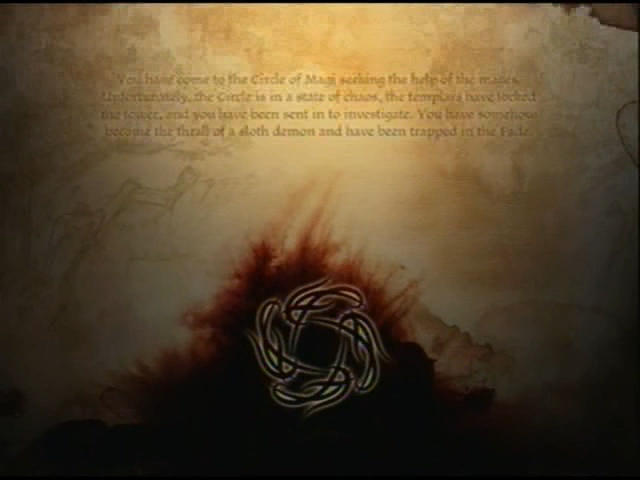 You have come to the Circle of Magi seeking the help of the mages.
Unfortunately, the Circle is in a state of chaos, the templars have locked
the tower, and you have been sent in to investigate. You have somehow
become the thrall of a sloth demon and have been trapped in the Fade.